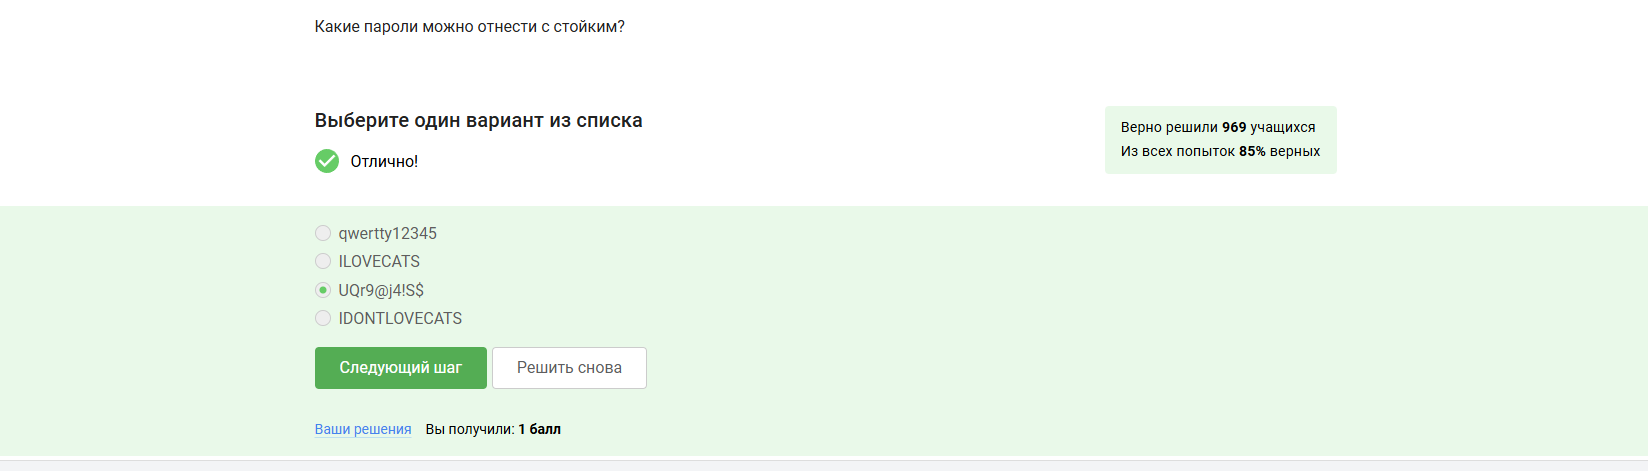 Какие пароли можно отнести с стойким?
Выберите один вариант из списка
Отлично!
Верно решили 969 учащихся
Из всех попыток 85% верных
qwertty12345
ILOVECATS
UQr9@j4!S$
IDONTLOVECATS
Следующий шаг Решить снова
Ваши решения Вы получили: 1 балл